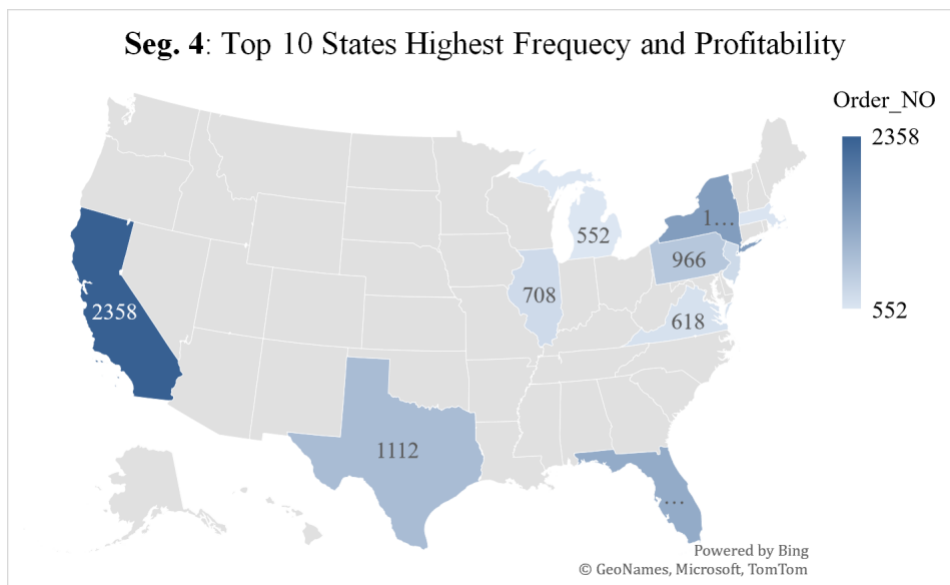 Seg. 4: Top 10 States Highest Frequecy and Profitability
Order_NO
2358
552
2358
1112
708
552
1...
966
618
...
Powered by Bing
© GeoNames, Microsoft, TomTom